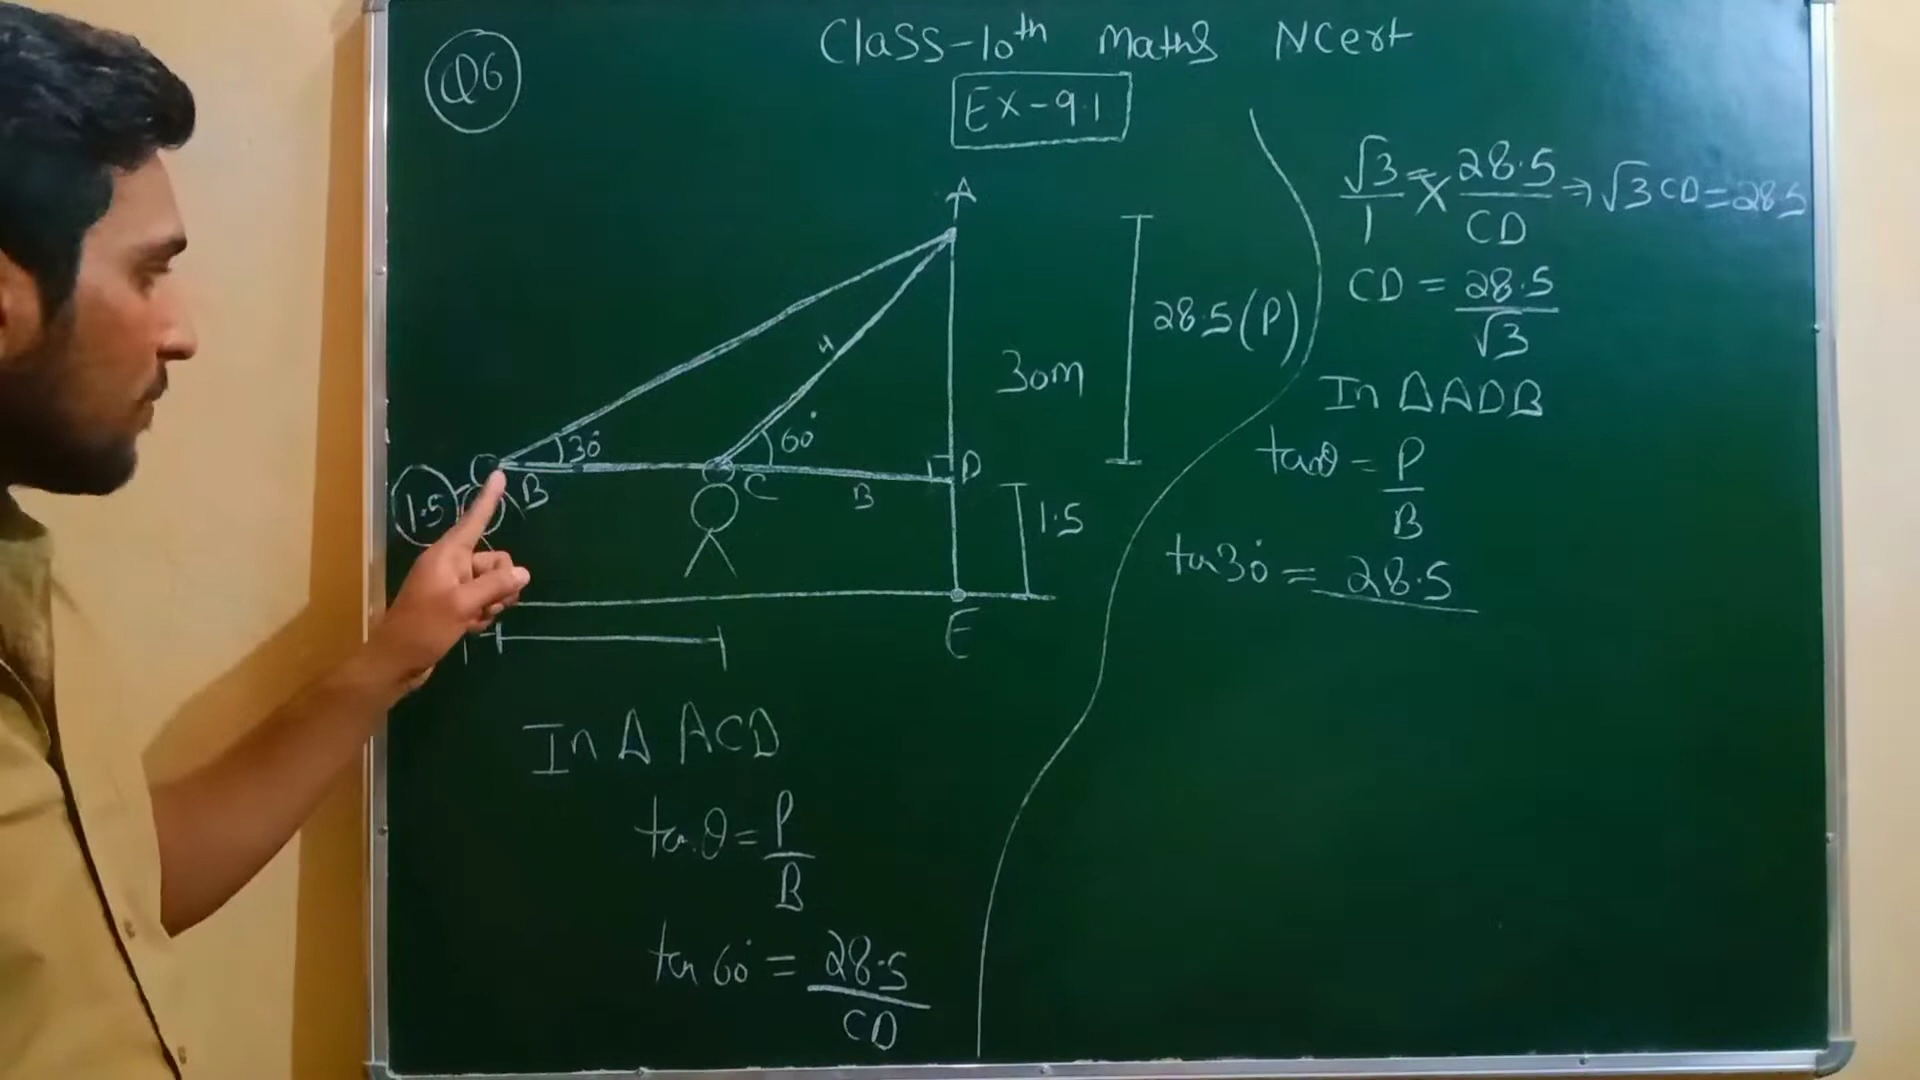 Q6
Class-10th Maths NCert
Ex-9.1
A
30m
28.5(P)
H
30°
60°
1.5
B
C
B
D
1.5
E
In Δ ACD
tanθ = P/B
tan 60° = 28.5/CD
√3/1 = 28.5/CD ⇒ √3 CD = 28.5
CD = 28.5/√3
In ΔADB
tanθ = P/B
tan30° = 28.5